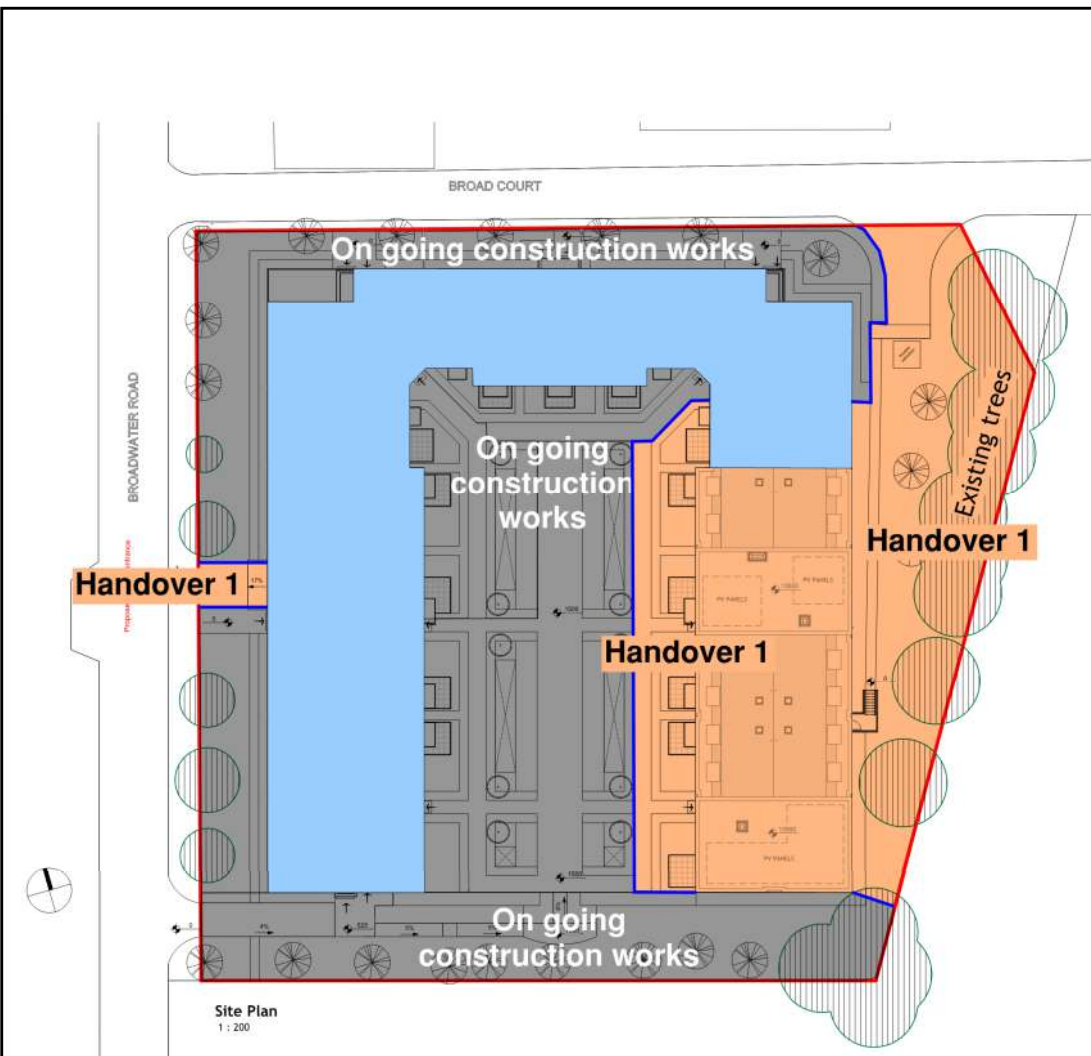 BROAD COURT
On going construction works
BROADWATER ROAD
On going
construction
works
Existing trees
Handover 1
17%
Handover 1
PV PANELS
PV PANELS
Handover 1
PV PANELS
On going
construction works
Site Plan
1 : 200